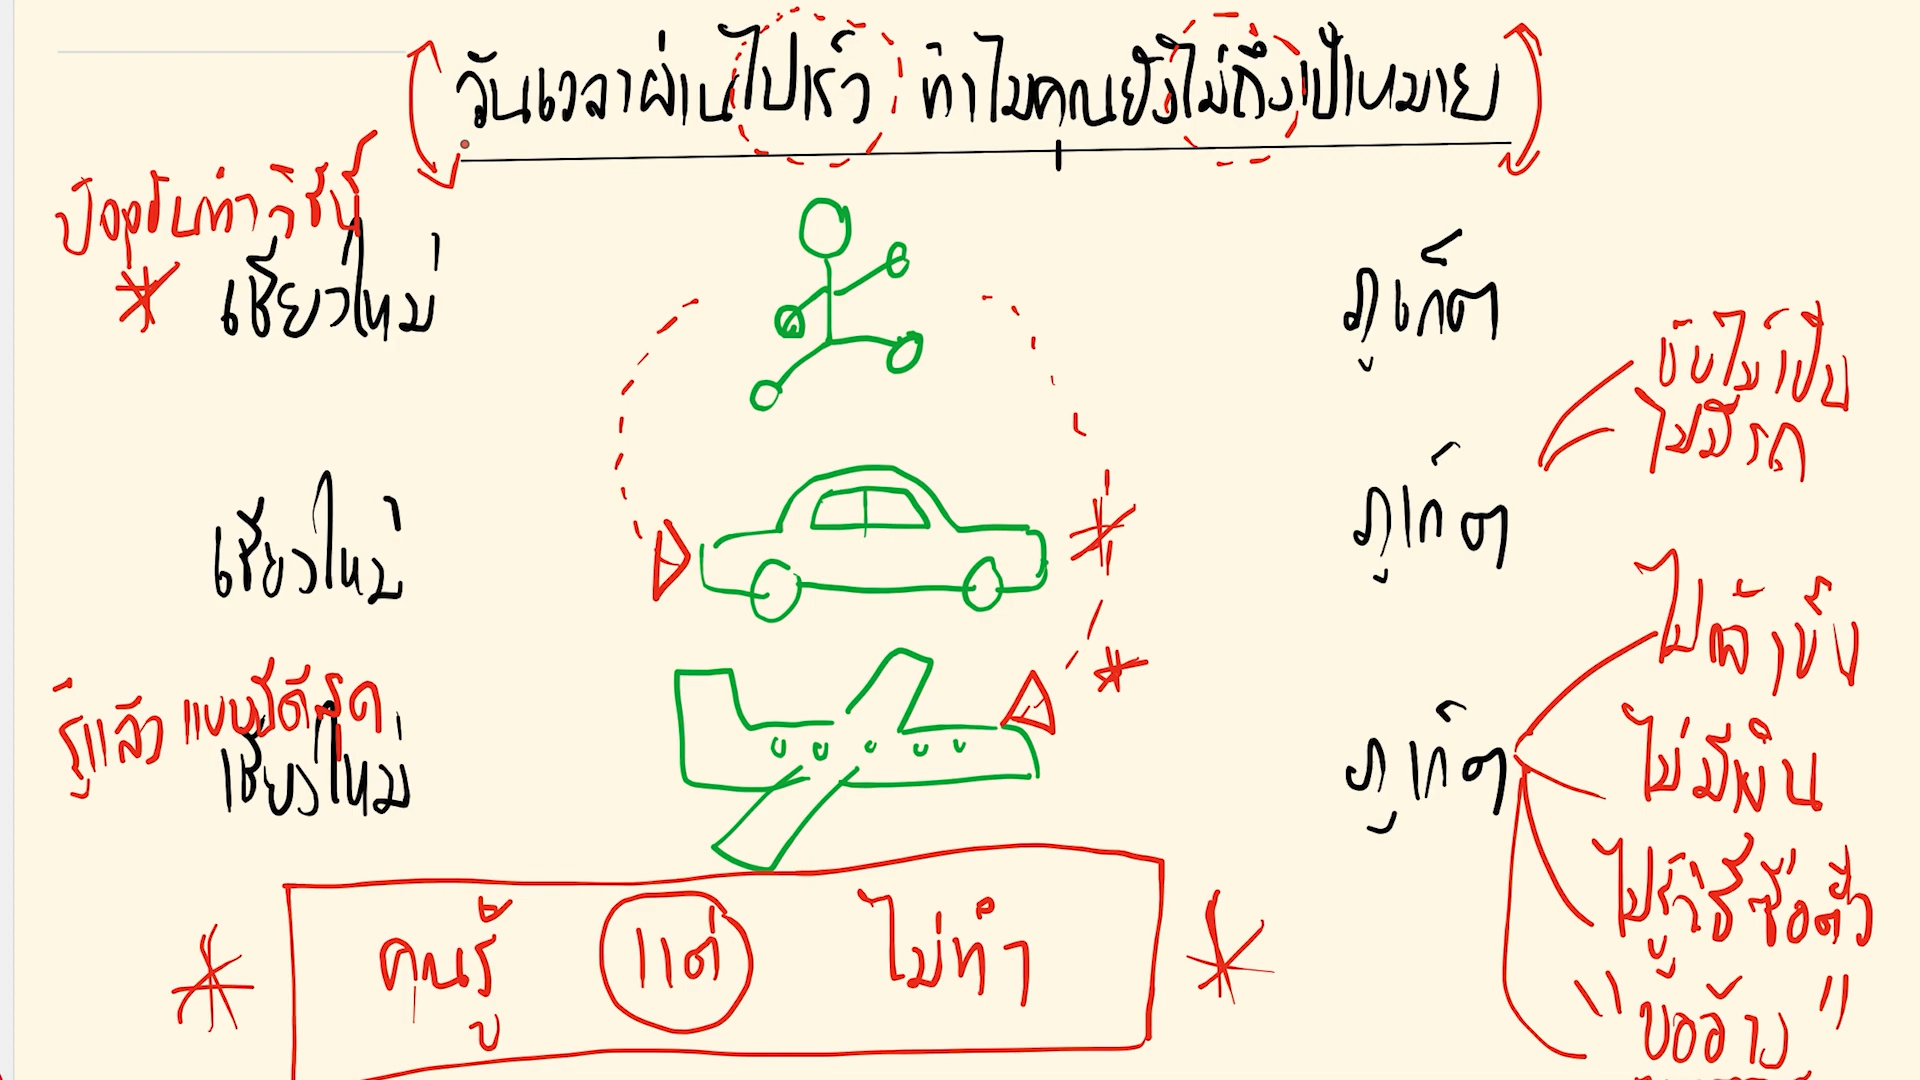 วันเวลาผ่านไปเร็ว ทำไมคุณยังไม่ถึงเป้าหมาย
ปัจจุบันทำวิธีนี้
เชียงใหม่
ภูเก็ต
ขับไม่เป็น
ไม่มีรถ
เชียงใหม่
ภูเก็ต
ไม่กล้าขึ้น
รู้แล้ว แบบนี้ดีสุด
เชียงใหม่
ภูเก็ต
ไม่มีเงิน
ไม่รู้วิธีซื้อตั๋ว
คุณรู้ แต่ ไม่ทำ
"ข้ออ้าง"